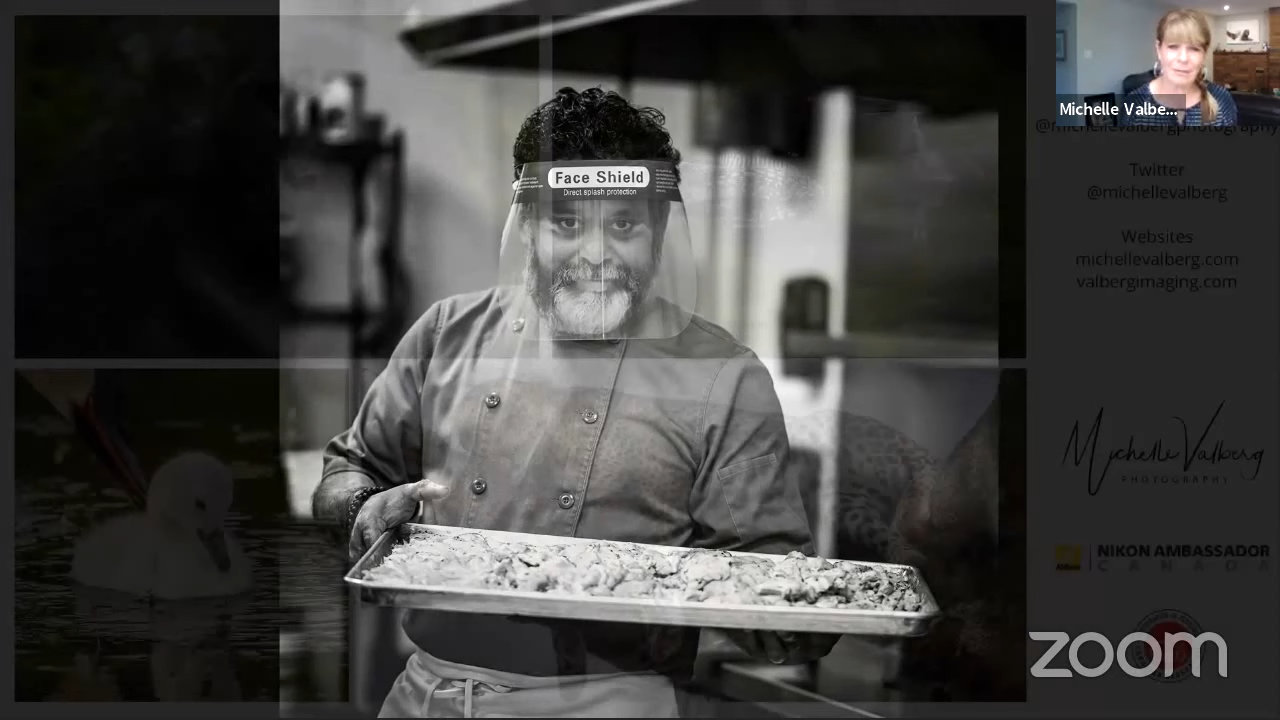 Face Shield
Direct splash protection
Michelle Valbe...
@michellevalbergphotography
Twitter
@michellevalberg
Websites
michellevalberg.com
valbergimaging.com
Michelle Valberg
PHOTOGRAPHY
NIKON AMBASSADOR
CANADA
zoom